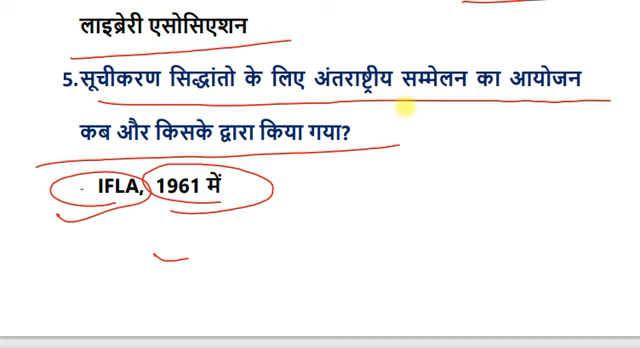 लाइब्रेरी एसोसिएशन
5.सूचीकरण सिद्धांतो के लिए अंतराष्ट्रीय सम्मेलन का आयोजन
कब और किसके द्वारा किया गया?
- IFLA, 1961 में